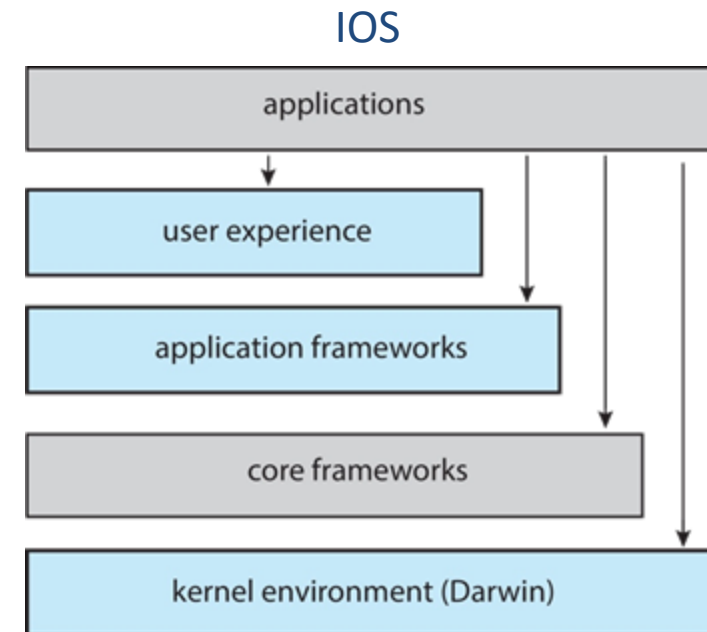 IOS
applications
user experience
application frameworks
core frameworks
kernel environment (Darwin)